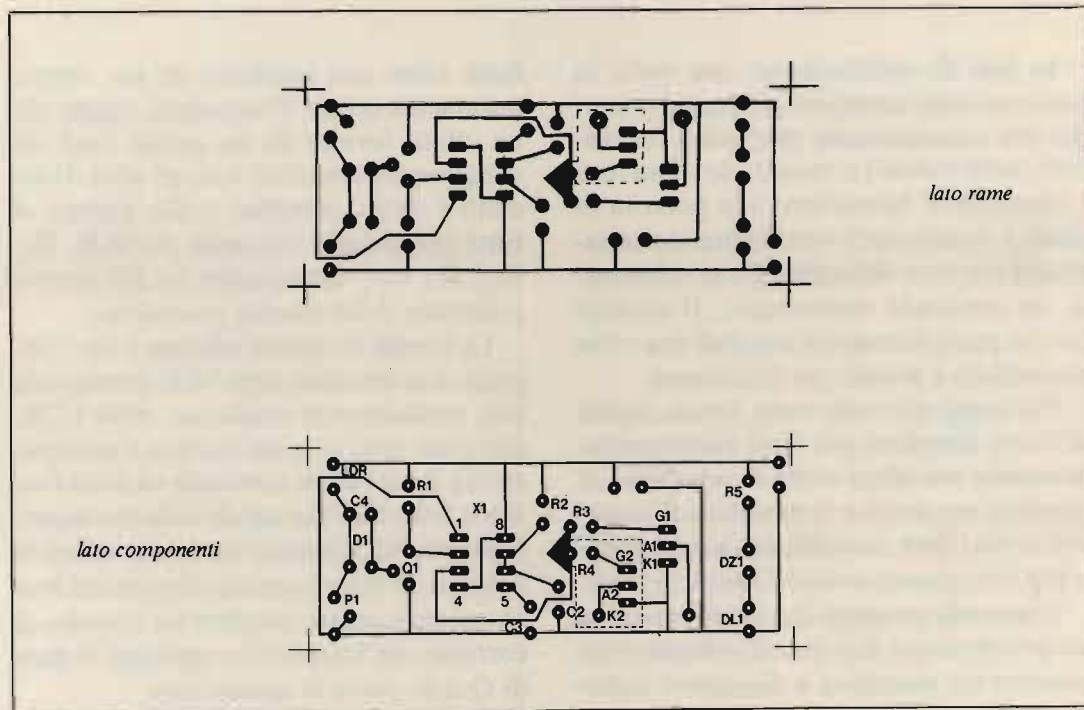 lato rame
lato componenti
LDR
R1
C4
X1
R2
R3
G1
R5
D1
1
8
A1
K1
R4
G2
Q1
DZ1
P1
4
5
A2
C2
K2
C3
DL1